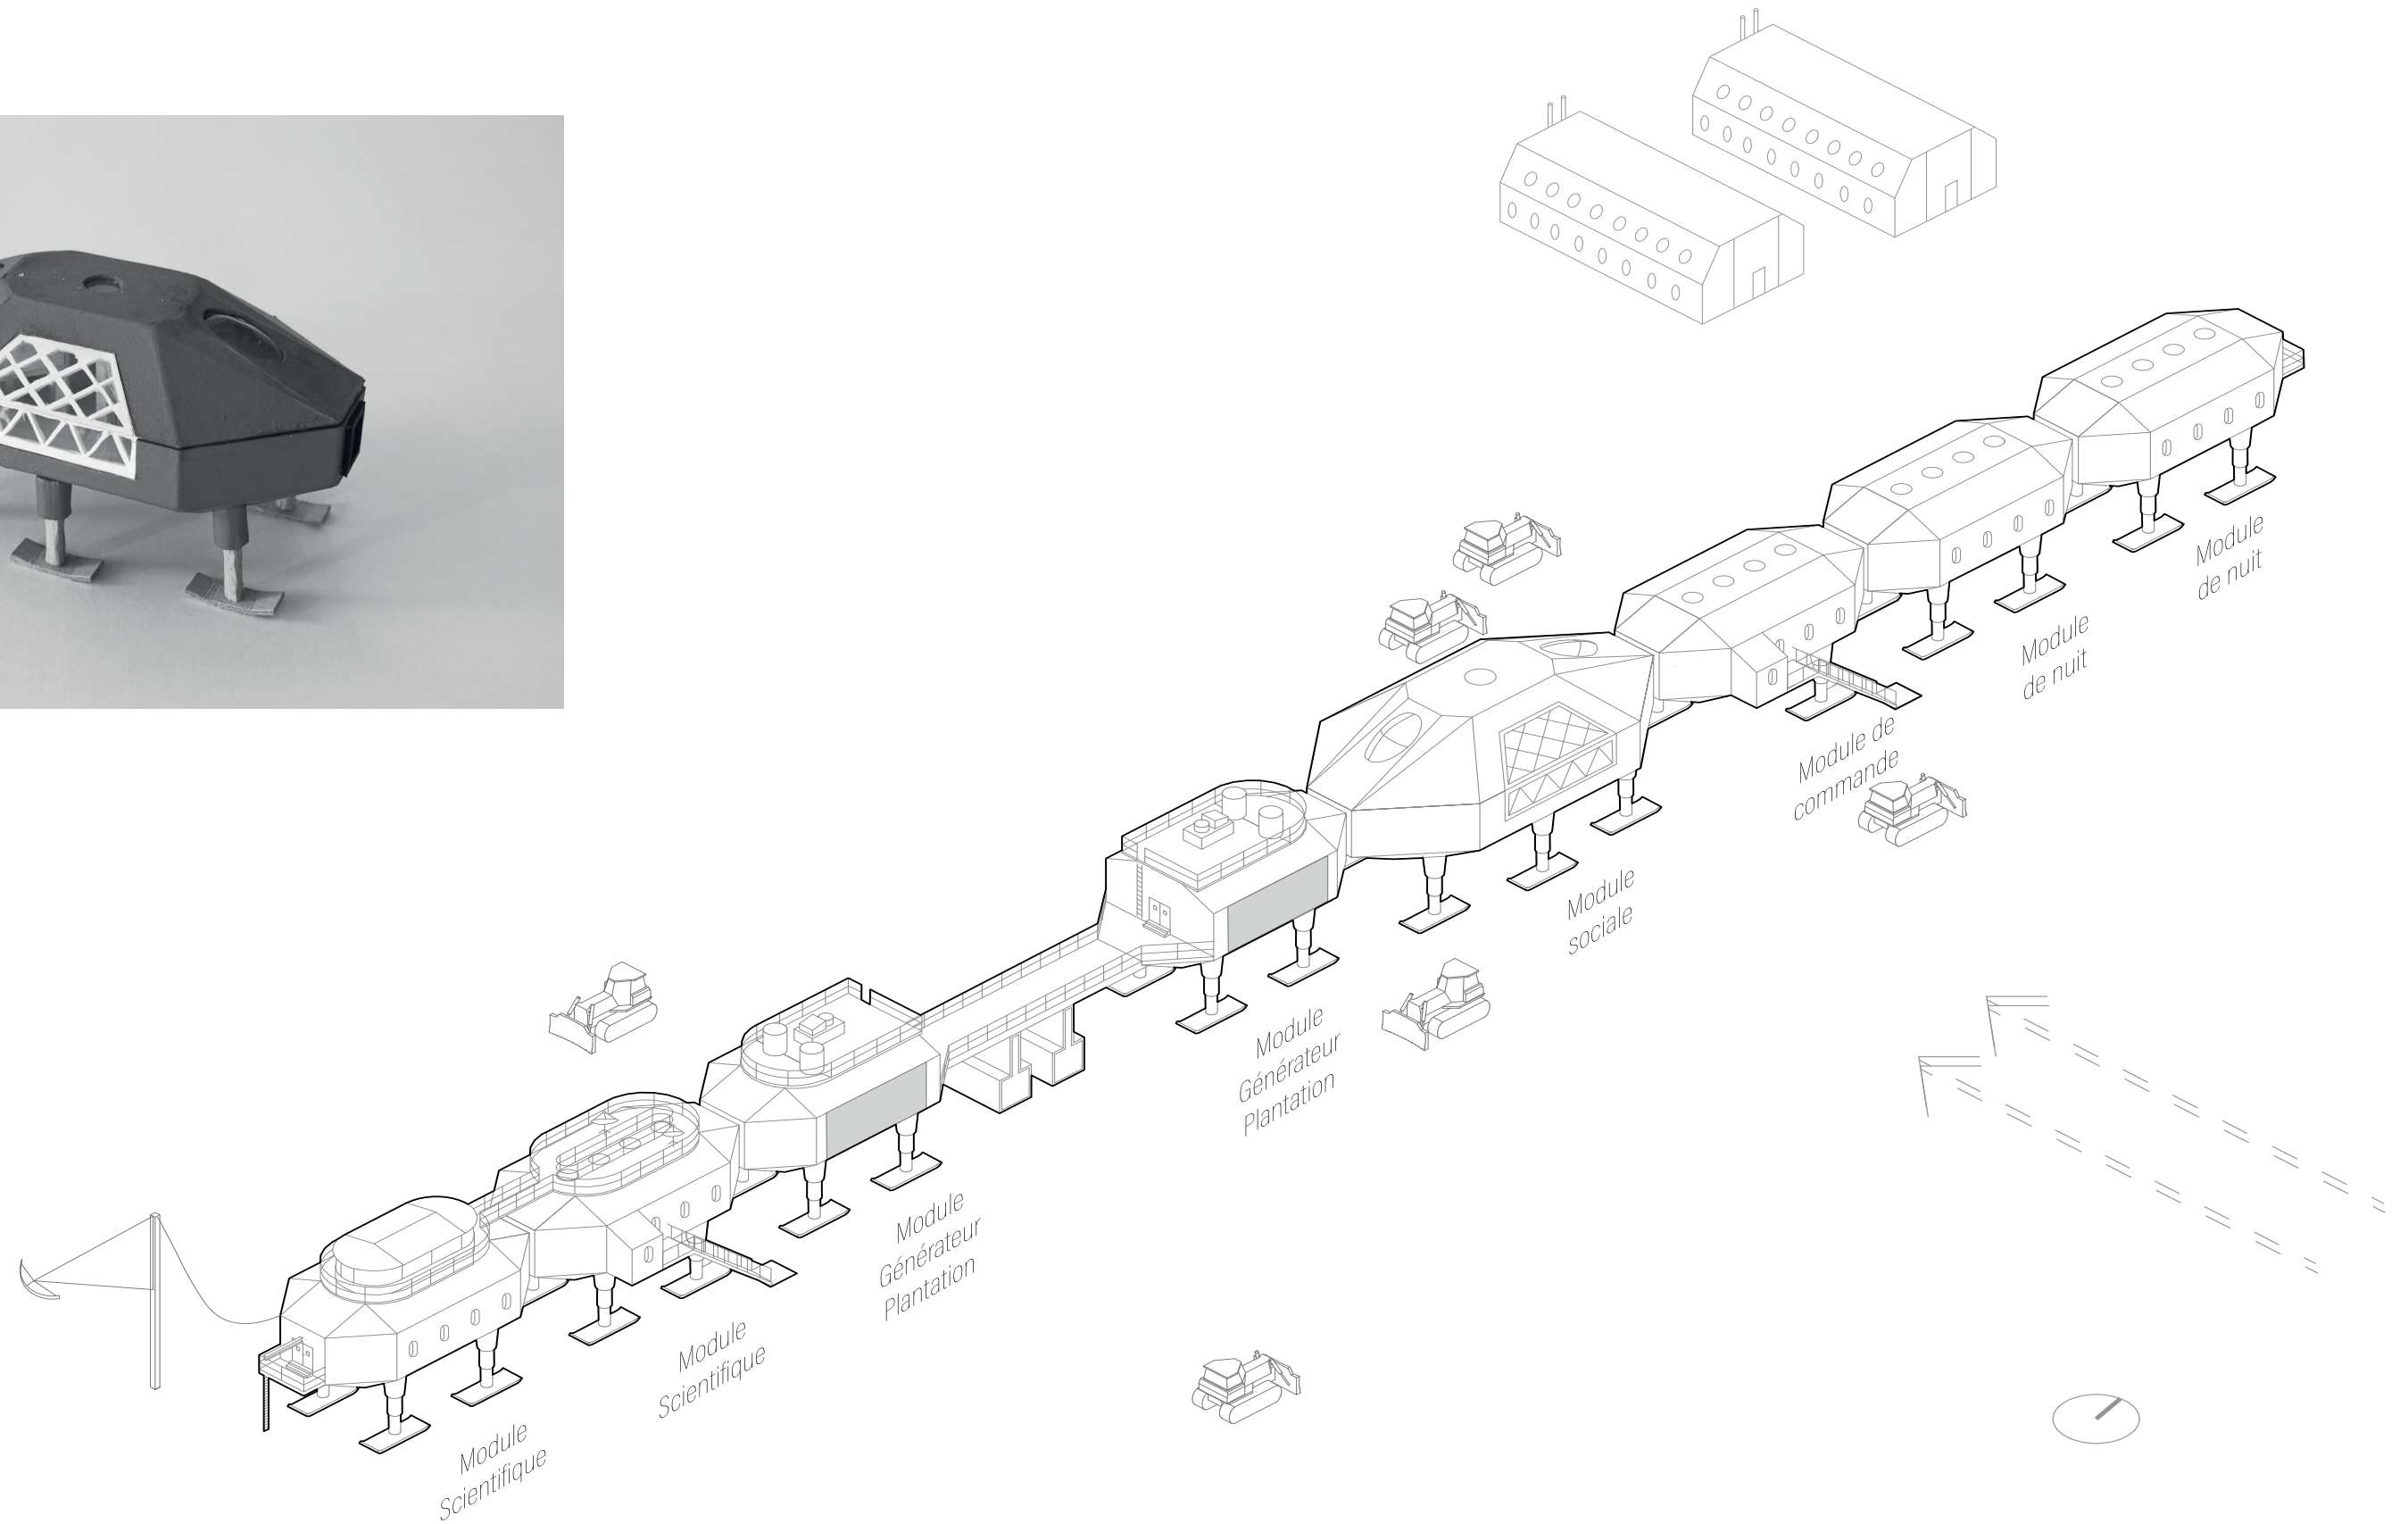 Module
de nuit
Module
de nuit
Module de
commande
Module
sociale
Module
Générateur
Plantation
Module
Générateur
Plantation
Module
Scientifique
Module
Scientifique